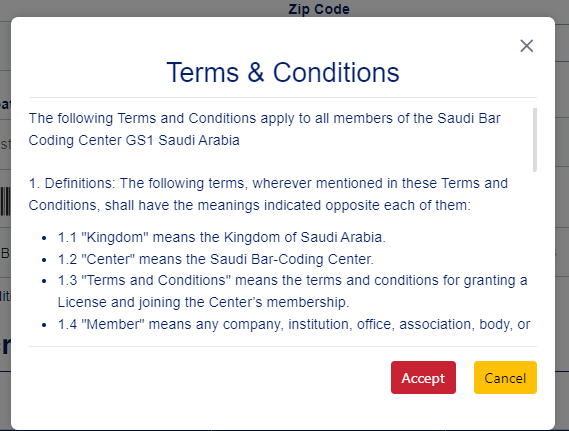 Zip Code
Terms & Conditions
The following Terms and Conditions apply to all members of the Saudi Bar
Coding Center GS1 Saudi Arabia
1. Definitions: The following terms, wherever mentioned in these Terms and
Conditions, shall have the meanings indicated opposite each of them:
• 1.1 "Kingdom" means the Kingdom of Saudi Arabia.
• 1.2 "Center" means the Saudi Bar-Coding Center.
• 1.3 "Terms and Conditions" means the terms and conditions for granting a
License and joining the Center’s membership.
• 1.4 "Member" means any company, institution, office, association, body, or
Accept
Cancel